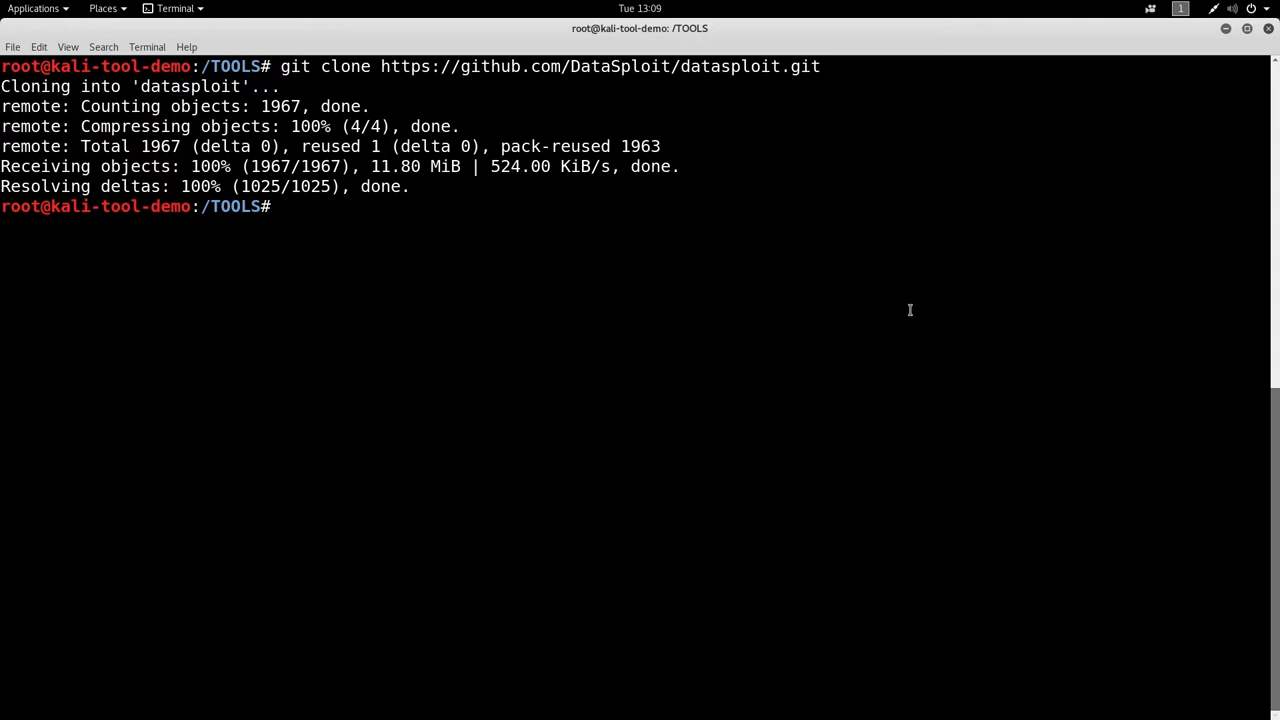 Applications Places Terminal Tue 13:09 1
root@kali-tool-demo: /TOOLS
File Edit View Search Terminal Help
root@kali-tool-demo:/TOOLS# git clone https://github.com/DataSploit/datasploit.git
Cloning into 'datasploit'...
remote: Counting objects: 1967, done.
remote: Compressing objects: 100% (4/4), done.
remote: Total 1967 (delta 0), reused 1 (delta 0), pack-reused 1963
Receiving objects: 100% (1967/1967), 11.80 MiB | 524.00 KiB/s, done.
Resolving deltas: 100% (1025/1025), done.
root@kali-tool-demo:/TOOLS#